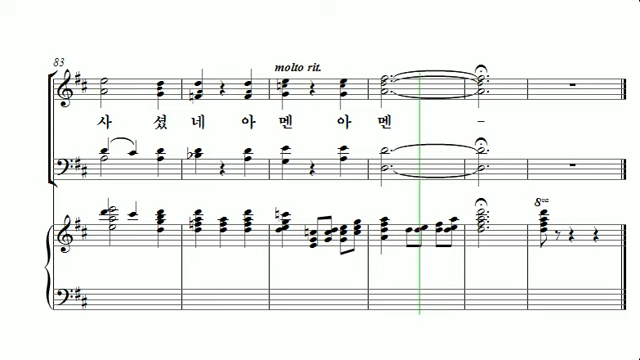 83
molto rit.
사 셨 네 아 멘 아 멘 -
8va